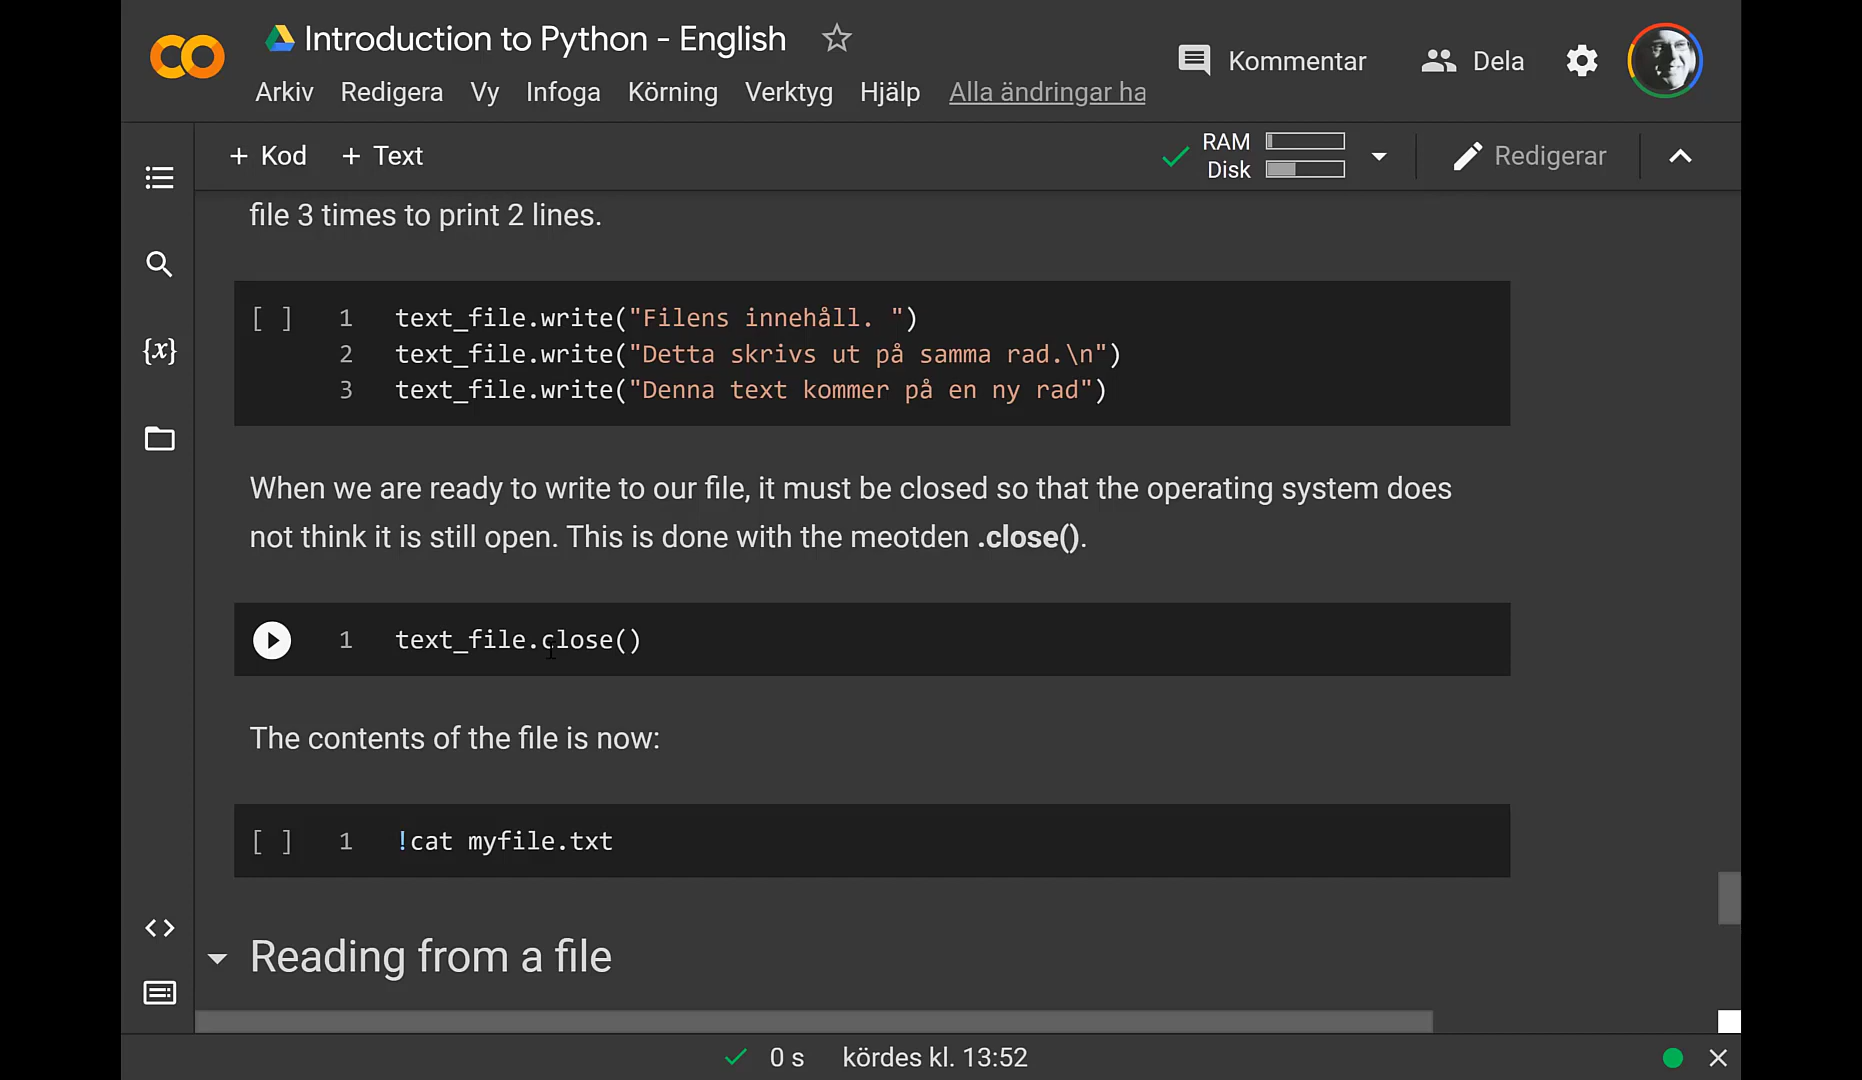 Introduction to Python - English
Kommentar
Dela
Arkiv Redigera Vy Infoga Körning Verktyg Hjälp Alla ändringar ha
+ Kod + Text
RAM
Disk
Redigerar
file 3 times to print 2 lines.
[ ] 1 text_file.write("Filens innehåll. ")
2 text_file.write("Detta skrivs ut på samma rad.\n")
3 text_file.write("Denna text kommer på en ny rad")
When we are ready to write to our file, it must be closed so that the operating system does
not think it is still open. This is done with the meotden .close().
1 text_file.close()
The contents of the file is now:
[ ] 1 !cat myfile.txt
Reading from a file
0 s kördes kl. 13:52